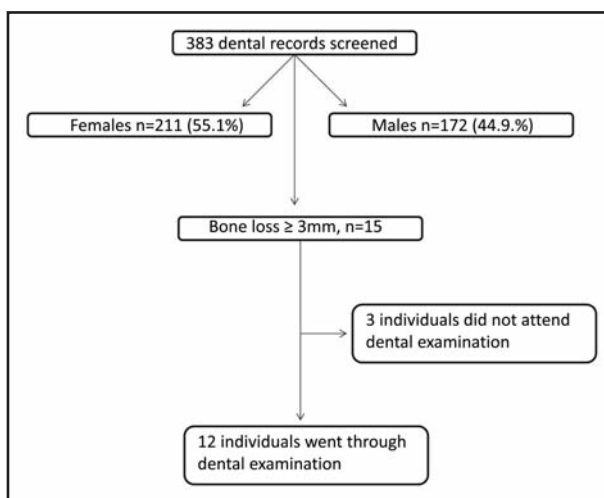 383 dental records screened
Females n=211 (55.1%)
Males n=172 (44.9.%)
Bone loss ≥ 3mm, n=15
3 individuals did not attend
dental examination
12 individuals went through
dental examination